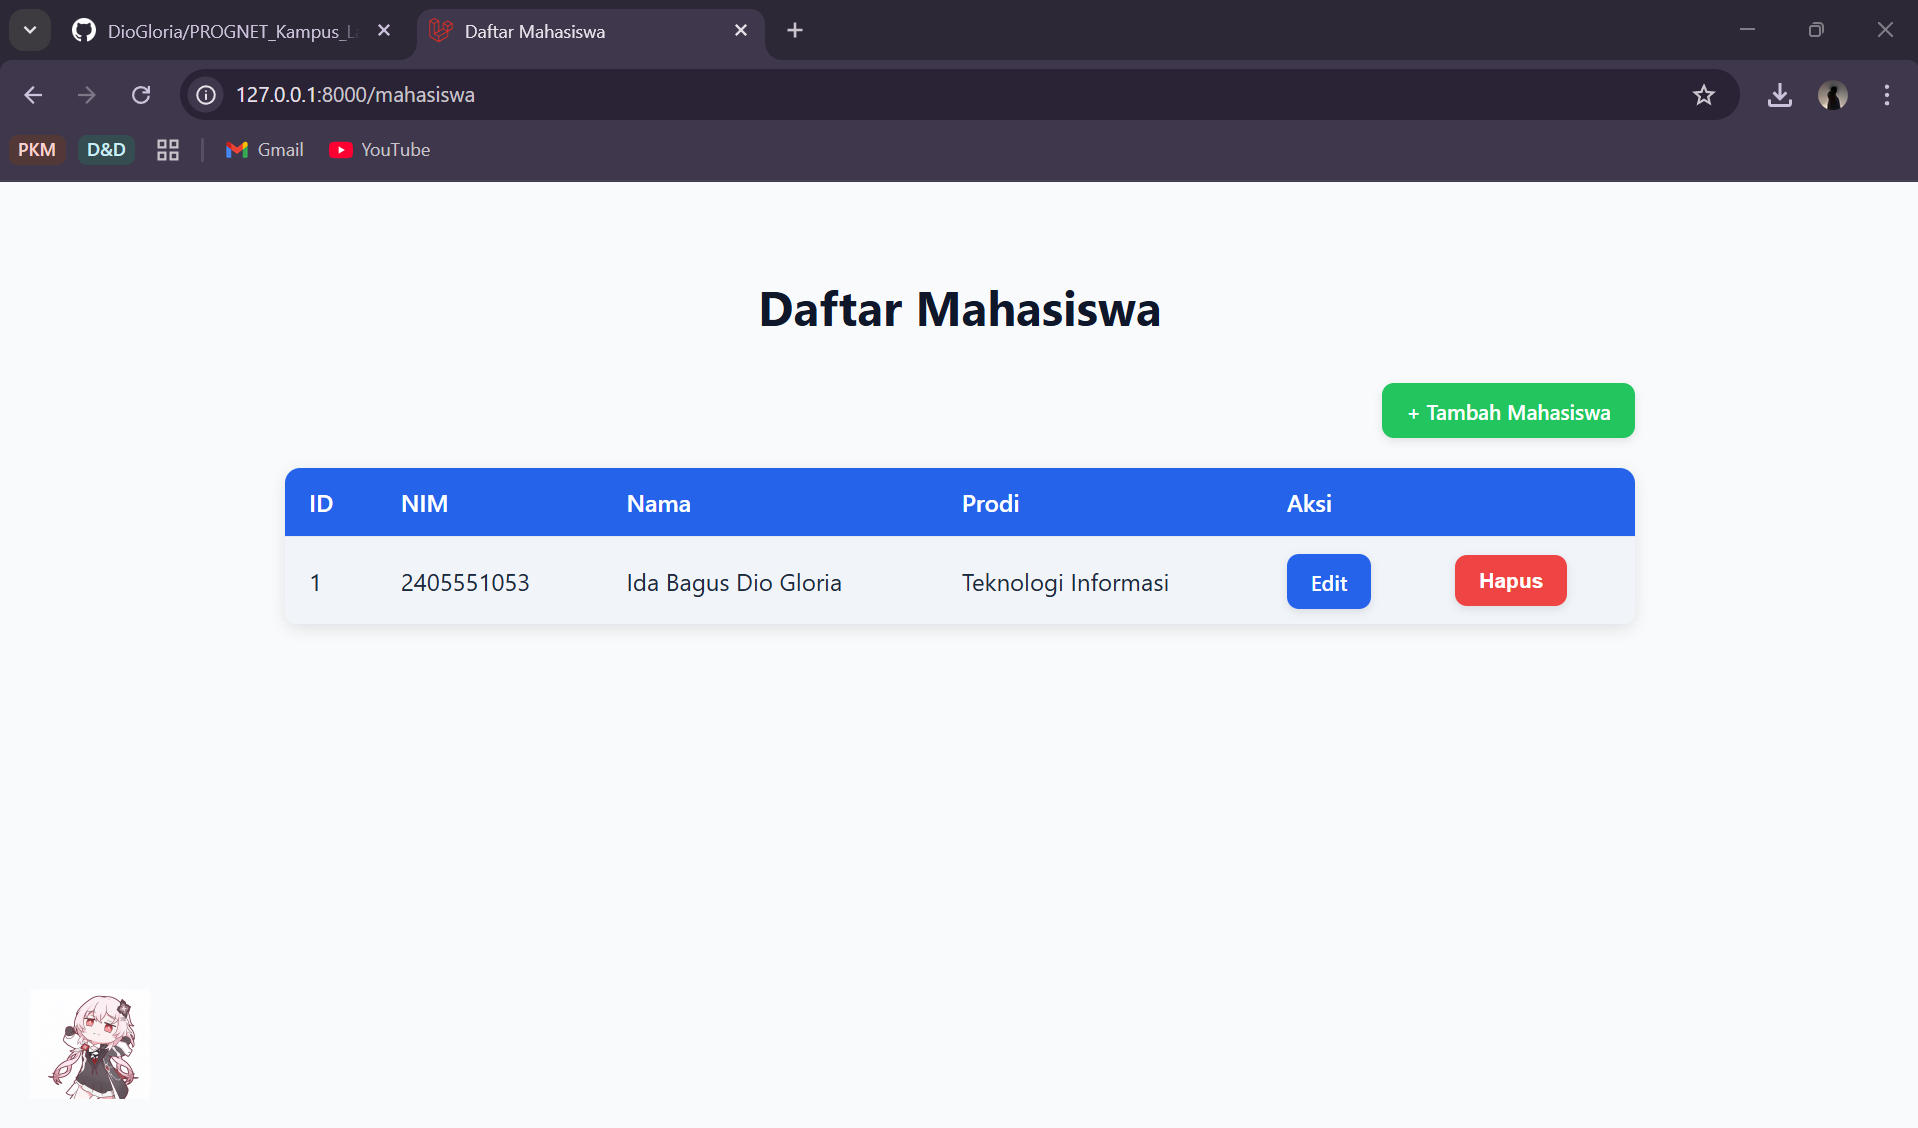 DioGloria/PROGNET_Kampus_La
Daftar Mahasiswa
127.0.0.1:8000/mahasiswa
PKM D&D Gmail YouTube
Daftar Mahasiswa
+ Tambah Mahasiswa
ID NIM Nama Prodi Aksi
1 2405551053 Ida Bagus Dio Gloria Teknologi Informasi Edit Hapus